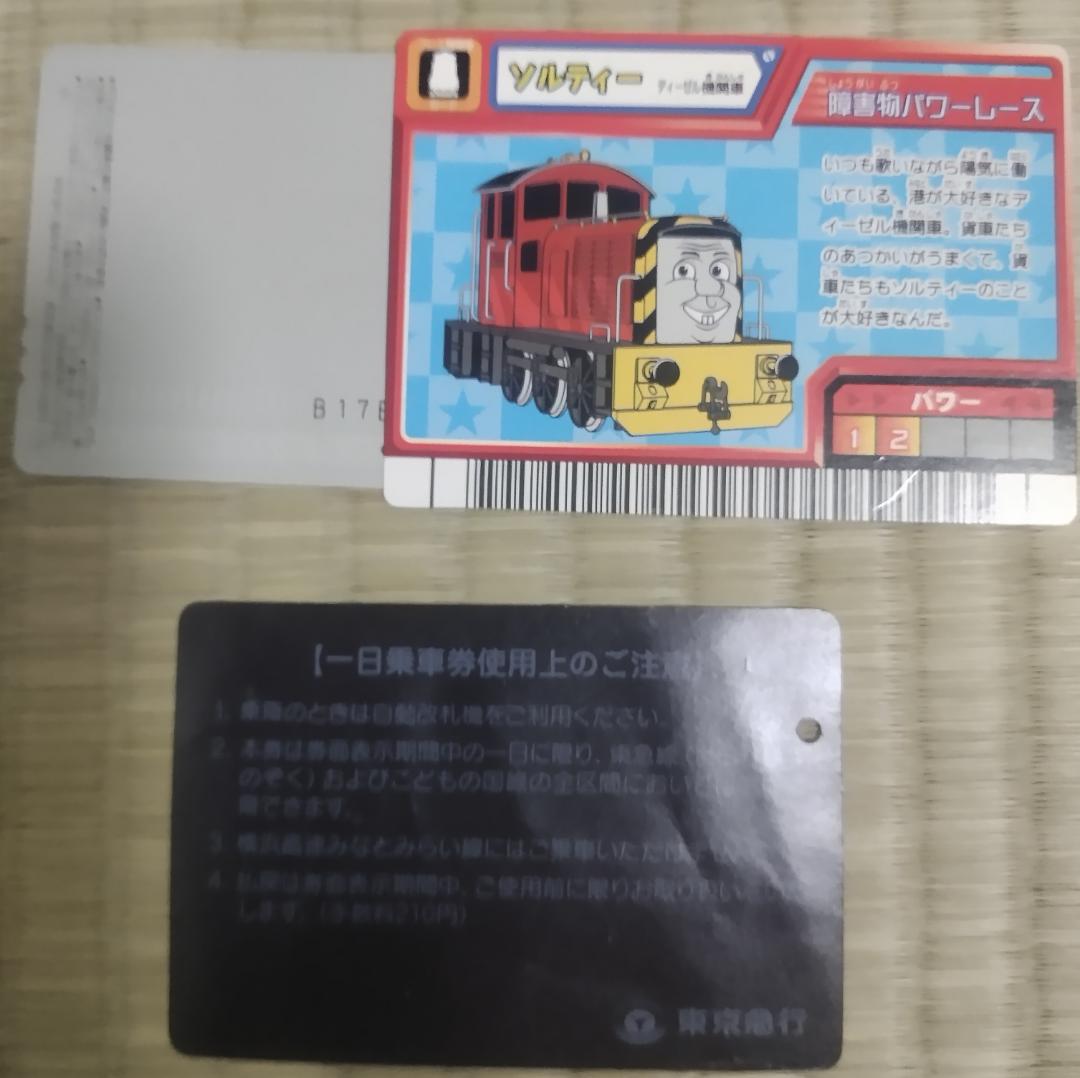 ソルティー
ディーゼル機関車
障害物パワーレース
いつも歌いながら陽気に働
いている、港が大好きなデ
ィーゼル機関車。貨車たち
のあつかいがうまくて、貨
車たちもソルティーのこと
が大好きなんだ。
パワー
1 2
B17
【一日乗車券使用上のご注意】
1. 乗降のときは自動改札機をご利用ください。
2. 本券は券面表示期間中の一日に限り、東急線
のぞく)およびこどもの国線の全区間において
できます。
3. 横浜高速みなとみらい線にはご乗車いただけ
4. 払戻は券面表示期間中、ご使用前に限りお取り扱い
します。(手数料210円)
東京急行